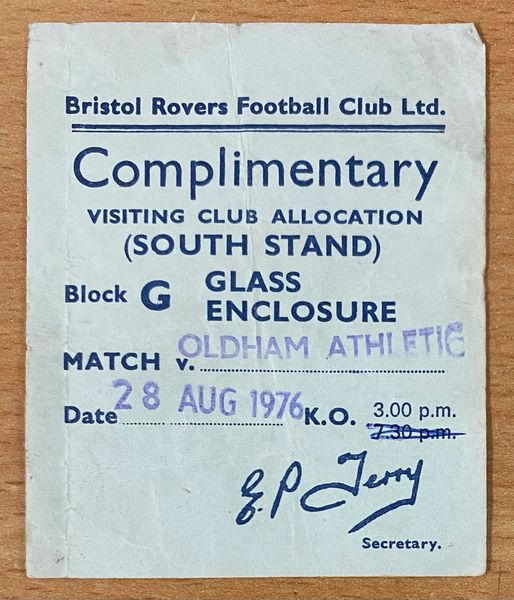 Bristol Rovers Football Club Ltd.
Complimentary
VISITING CLUB ALLOCATION
(SOUTH STAND)
Block G GLASS ENCLOSURE
MATCH v. OLDHAM ATHLETIC
Date 28 AUG 1976 K.O. 3.00 p.m.
7.30 p.m.
E.P Terry
Secretary.